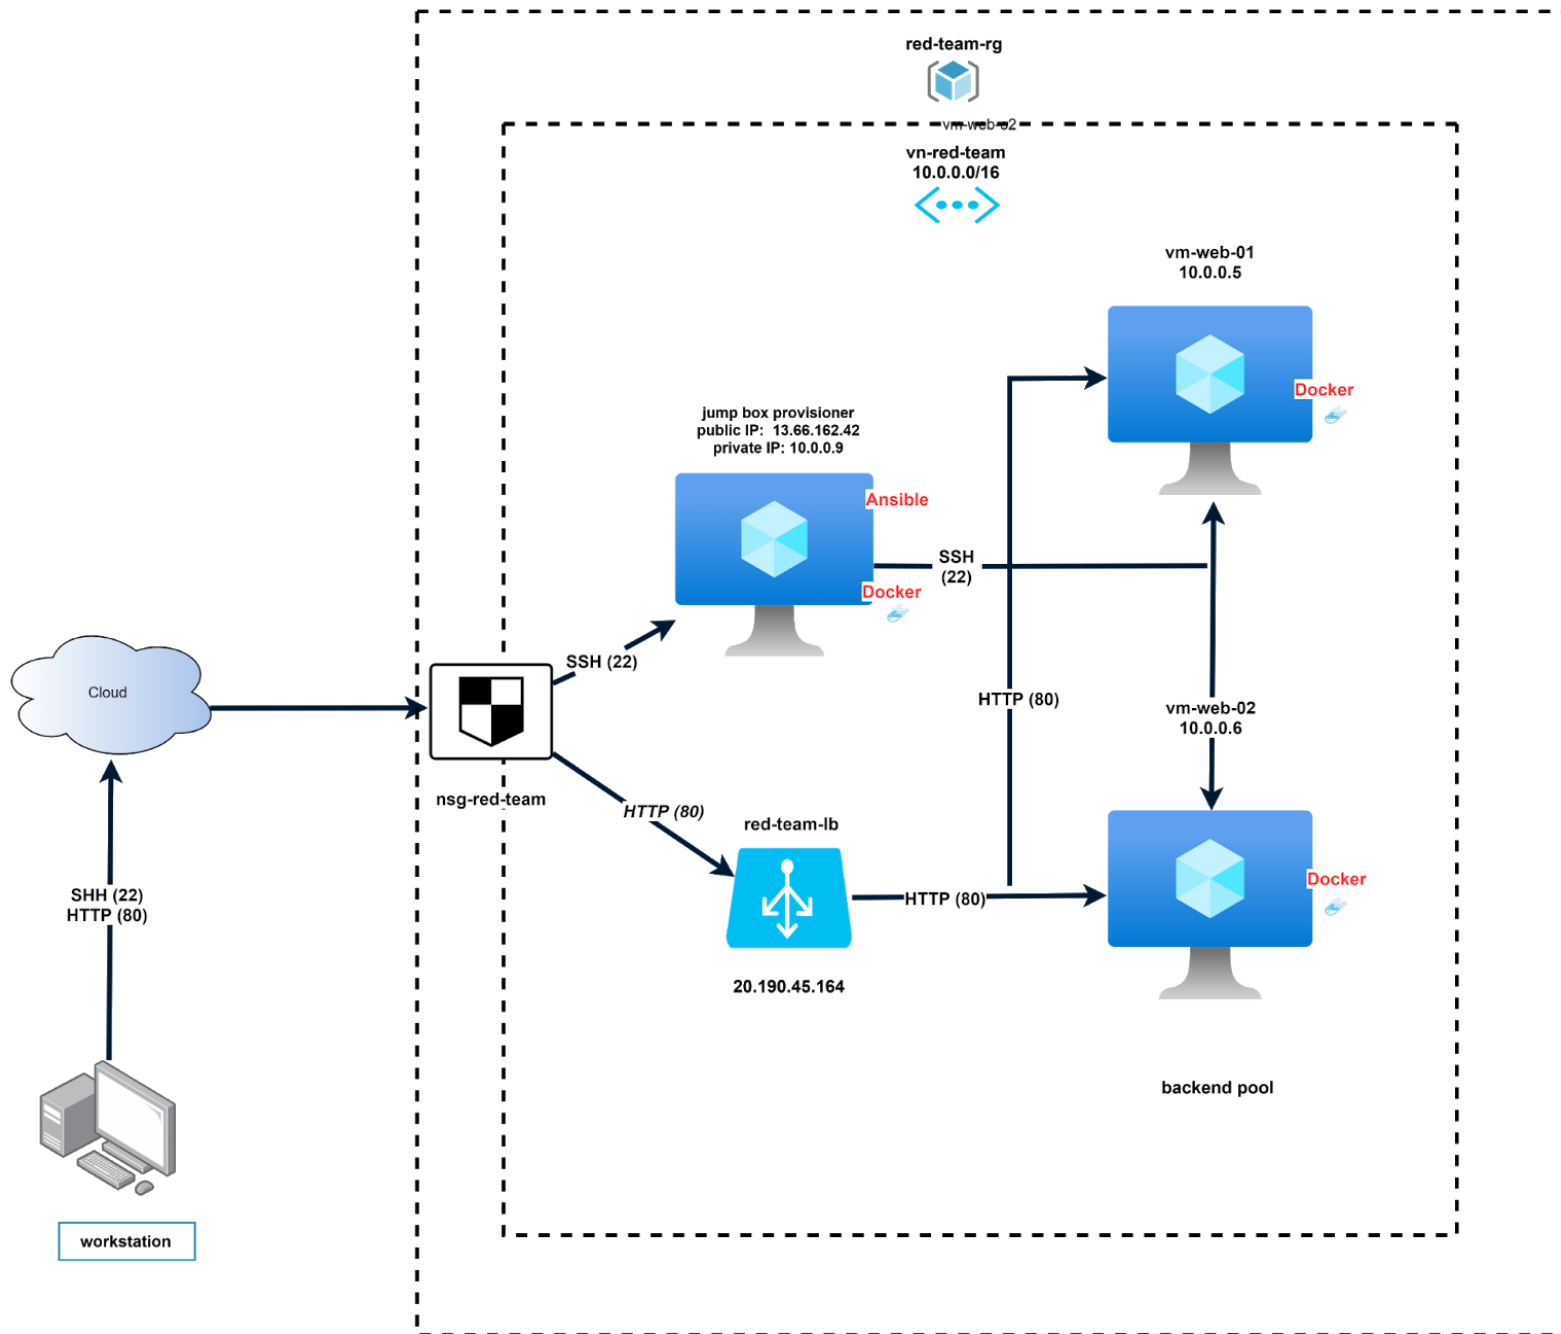 red-team-rg
vm-web-o2
vn-red-team
10.0.0.0/16
vm-web-01
10.0.0.5
Docker
jump box provisioner
public IP: 13.66.162.42
private IP: 10.0.0.9
Ansible
SSH
(22)
Docker
SSH (22)
Cloud
HTTP (80)
vm-web-02
10.0.0.6
nsg-red-team
HTTP (80)
red-team-lb
SHH (22)
HTTP (80)
HTTP (80)
Docker
20.190.45.164
backend pool
workstation